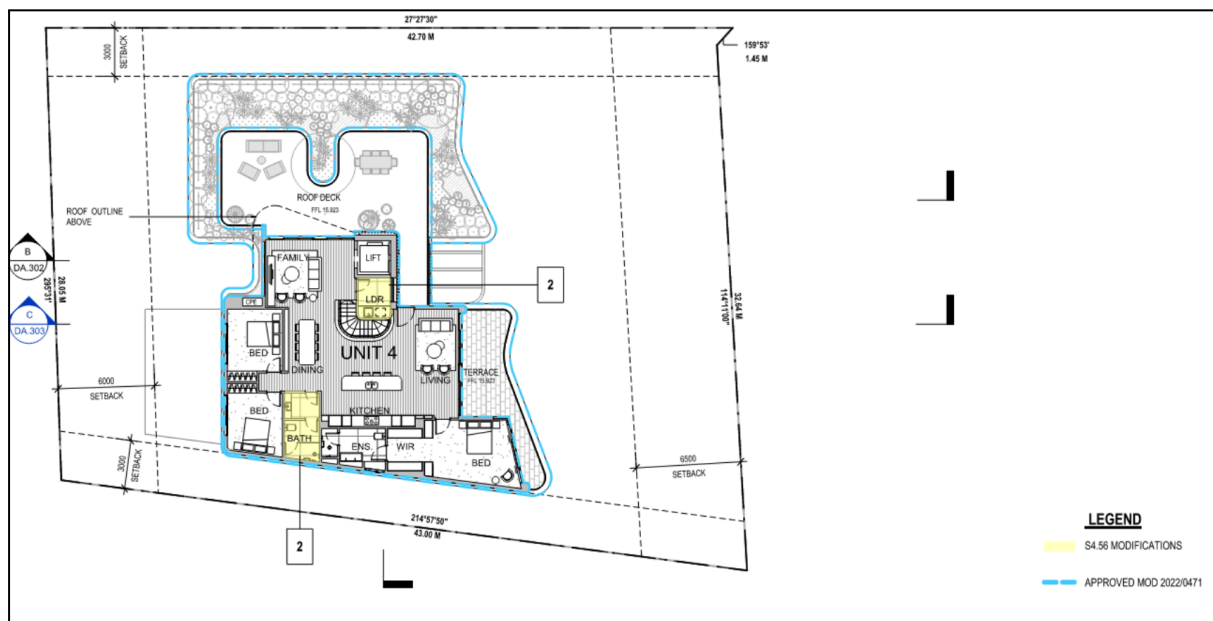 27°27'30"
42.70 M
159°53'
1.45 M
3000
SETBACK
ROOF DECK
FFL 15.923
ROOF OUTLINE
ABOVE
B
DA.302
C
DA.303
28.05 M
295°31'
FAMILY
LIFT
LDR
2
CPE
BED
UNIT 4
DINING
LIVING
TERRACE
FFL 15.923
114°11'00"
32.64 M
6000
SETBACK
BED
BATH
KITCHEN
ENS.
WIR
BED
3000
SETBACK
6500
SETBACK
214°57'50"
43.00 M
2
LEGEND
S4.56 MODIFICATIONS
APPROVED MOD 2022/0471